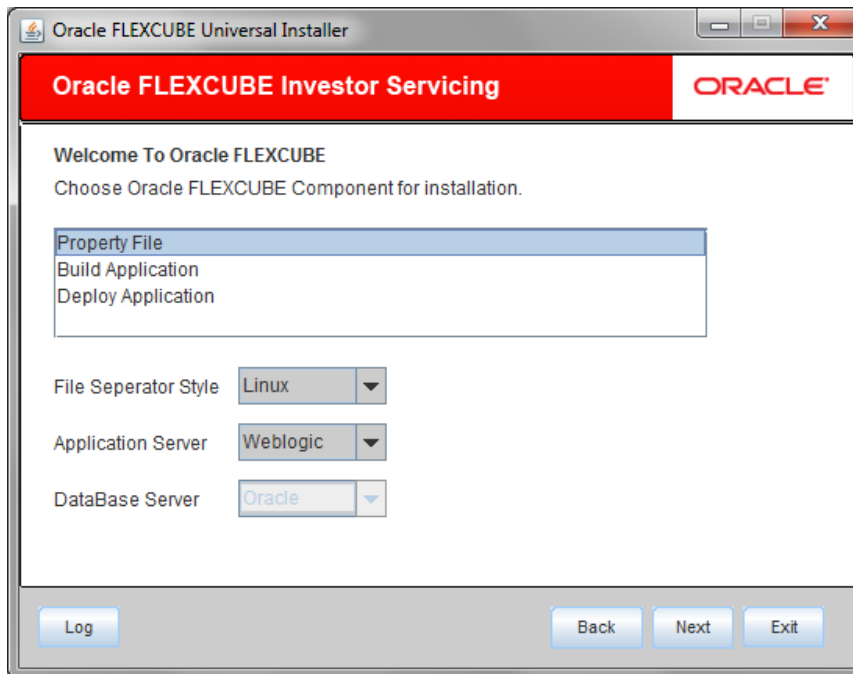 Oracle FLEXCUBE Universal Installer
Oracle FLEXCUBE Investor Servicing
ORACLE
Welcome To Oracle FLEXCUBE
Choose Oracle FLEXCUBE Component for installation.
Property File
Build Application
Deploy Application
File Seperator Style Linux
Application Server Weblogic
DataBase Server Oracle
Log Back Next Exit